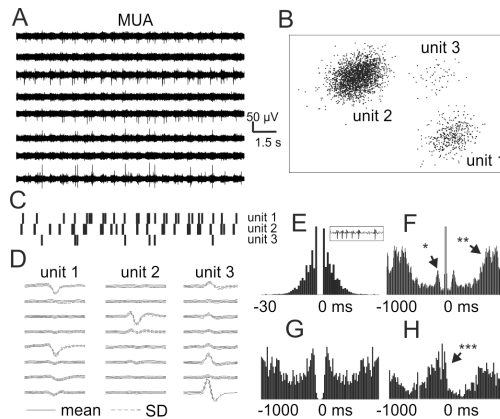 A
MUA
B
unit 3
unit 2
unit 1
50 µV
1.5 s
C
unit 1
unit 2
unit 3
D
unit 1 unit 2 unit 3
mean
SD
E
F
*
**
-30 0 ms
-1000 0 ms
G
H
***
-1000 0 ms
-1000 0 ms